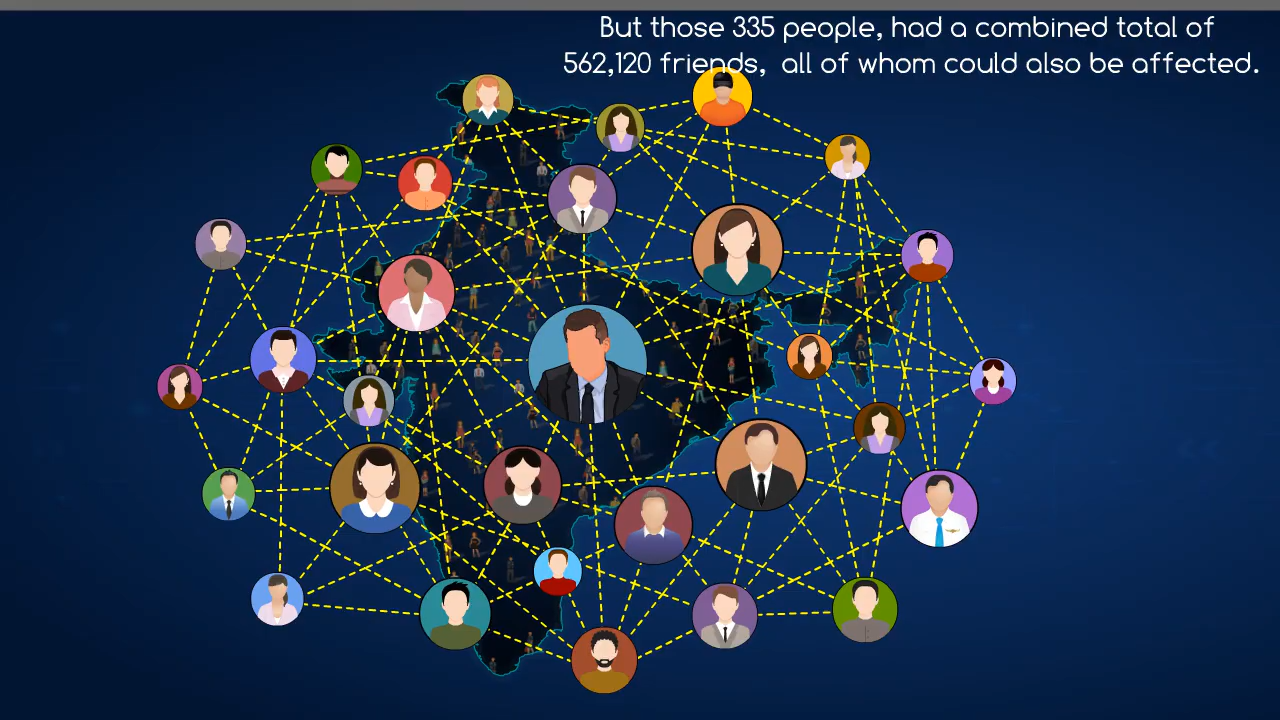 But those 335 people, had a combined total of
562,120 friends, all of whom could also be affected.